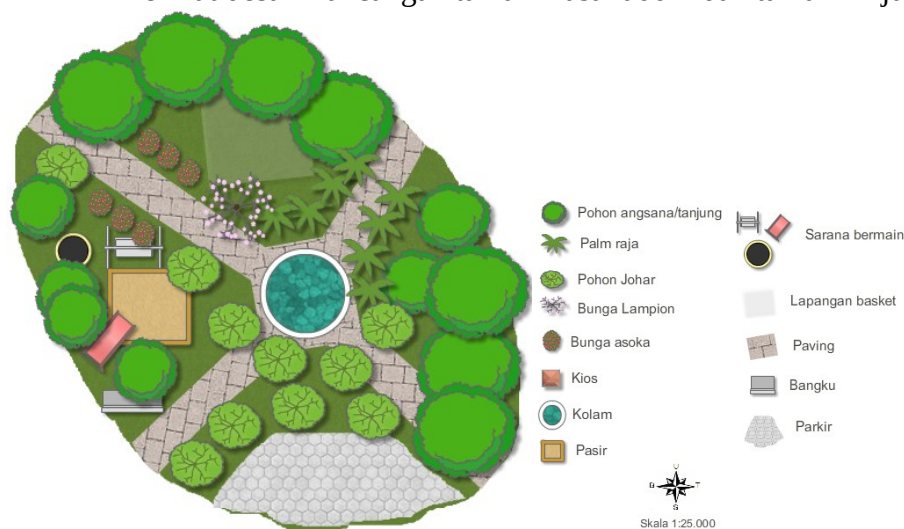 Pohon angsana/tanjung
Palm raja
Pohon Johar
Bunga Lampion
Bunga asoka
Kios
Kolam
Pasir
Sarana bermain
Lapangan basket
Paving
Bangku
Parkir
U
B
T
S
Skala 1:25.000